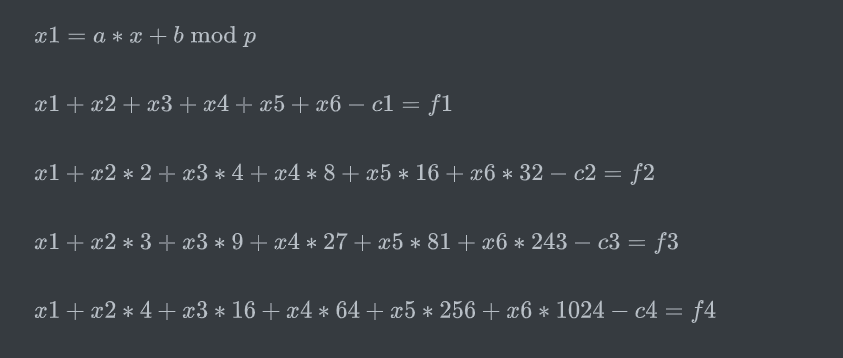 x1 = a ∗ x + b mod p
x1 + x2 + x3 + x4 + x5 + x6 − c1 = f1
x1 + x2 ∗ 2 + x3 ∗ 4 + x4 ∗ 8 + x5 ∗ 16 + x6 ∗ 32 − c2 = f2
x1 + x2 ∗ 3 + x3 ∗ 9 + x4 ∗ 27 + x5 ∗ 81 + x6 ∗ 243 − c3 = f3
x1 + x2 ∗ 4 + x3 ∗ 16 + x4 ∗ 64 + x5 ∗ 256 + x6 ∗ 1024 − c4 = f4